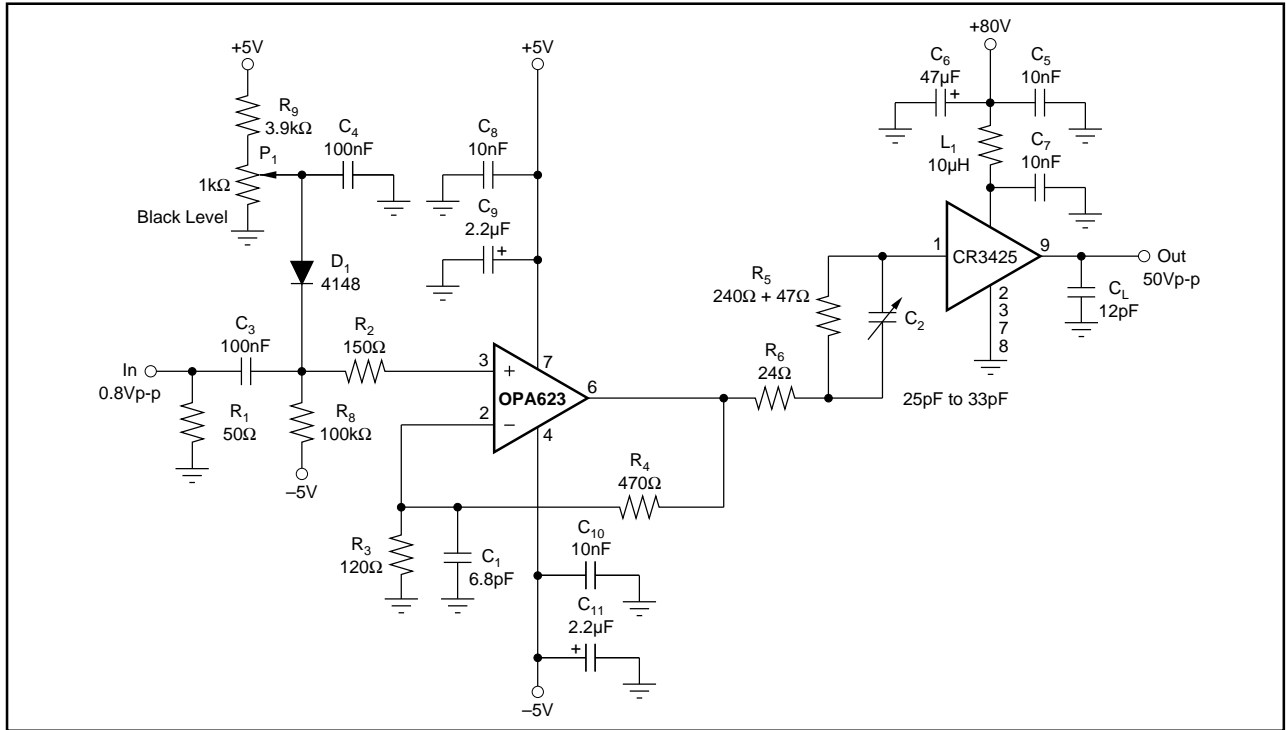 +5V
R9
3.9kΩ
P1
1kΩ
Black Level
C4
100nF
D1
4148
C3
100nF
In
0.8Vp-p
R1
50Ω
R2
150Ω
R8
100kΩ
–5V
+5V
C8
10nF
C9
2.2µF
+
3
+
7
OPA623
6
2
–
4
R4
470Ω
R3
120Ω
C1
6.8pF
C10
10nF
C11
2.2µF
+
–5V
R6
24Ω
R5
240Ω + 47Ω
C2
25pF to 33pF
+80V
C6
47µF
+
C5
10nF
L1
10µH
C7
10nF
1
CR3425
9
2
3
7
8
Out
50Vp-p
CL
12pF